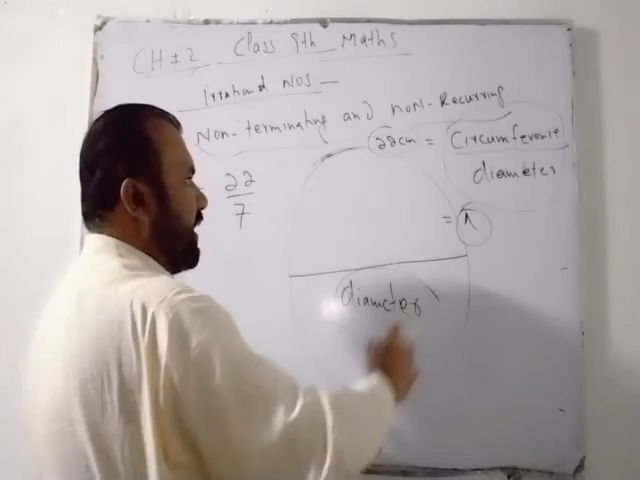 CH #2 Class 9th Maths
Irrational NOS —
Non-terminating and noN-Recurring
22cm = Circumference
diameter
22
7
= π
diameter